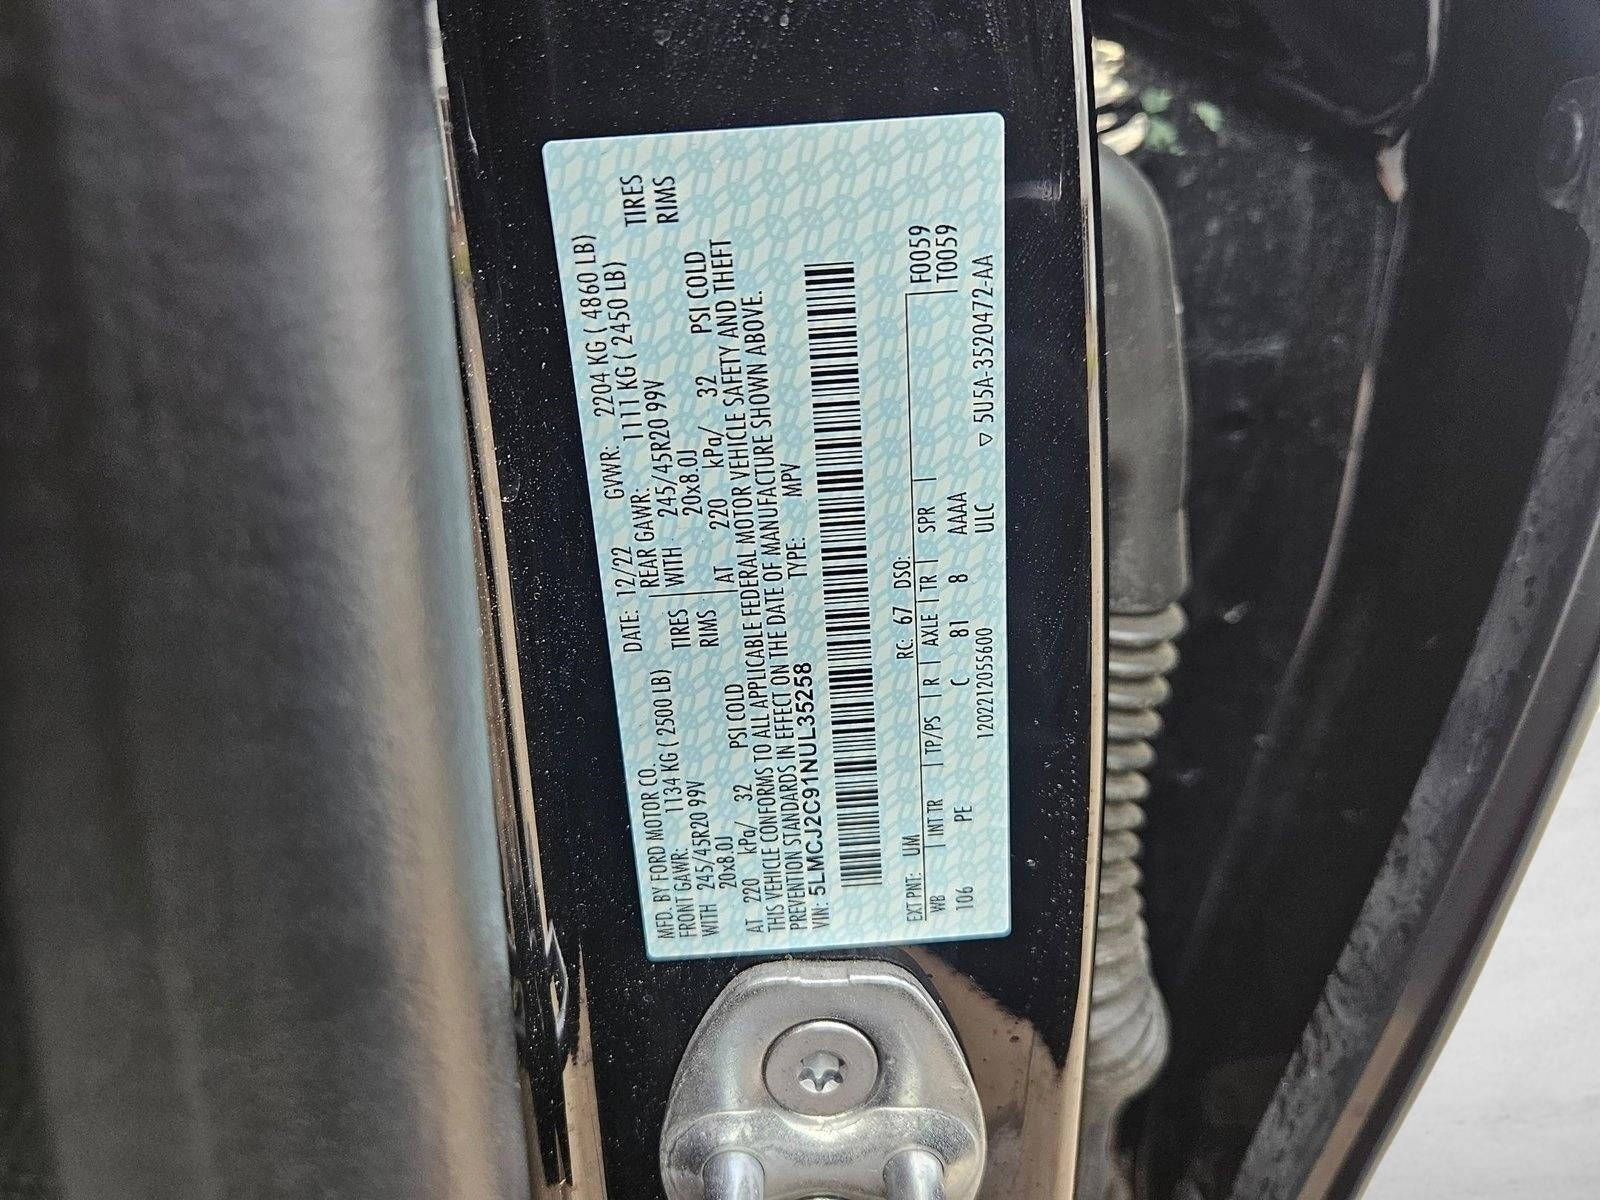 MFD. BY FORD MOTOR CO. DATE: 12/22 GVWR: 2204 KG ( 4860 LB)
FRONT GAWR: 1134 KG ( 2500 LB) REAR GAWR: 1111 KG ( 2450 LB)
WITH 245/45R20 99V TIRES WITH 245/45R20 99V TIRES
20x8.0J RIMS 20x8.0J RIMS
AT 220 kPa/ 32 PSI COLD AT 220 kPa/ 32 PSI COLD
THIS VEHICLE CONFORMS TO ALL APPLICABLE FEDERAL MOTOR VEHICLE SAFETY AND THEFT
PREVENTION STANDARDS IN EFFECT ON THE DATE OF MANUFACTURE SHOWN ABOVE.
VIN: 5LMCJ2C91NUL35258 TYPE: MPV
EXT PNT: UM RC: 67 DSO: F0059
WB | INT TR | TP/PS | R | AXLE | TR | SPR | T0059
106 PE C 81 8 AAAA
120221205560​0 ULC ▽ 5U5A-3520472-AA